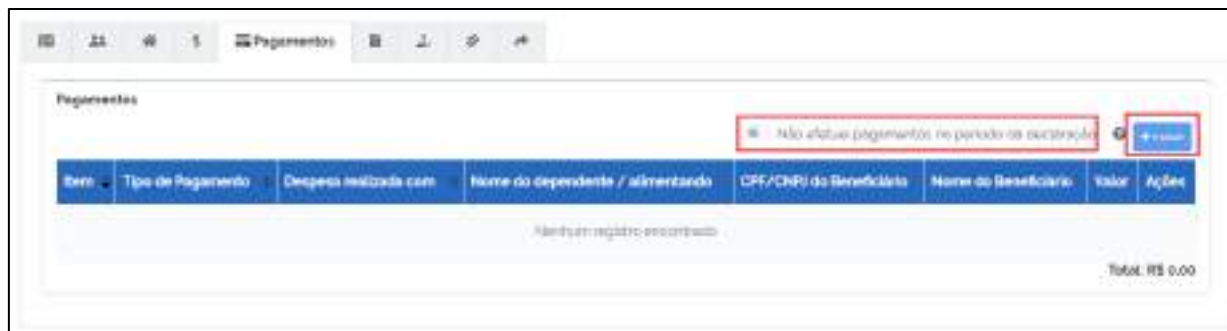 $ Pagamentos
Pagamentos
Não efetuei pagamentos no período da declaração
Item Tipo de Pagamento Despesa realizada com Nome do dependente / alimentando CPF/CNPJ do Beneficiário Nome do Beneficiário Valor Ações
Nenhum registro encontrado
Total: R$ 0,00